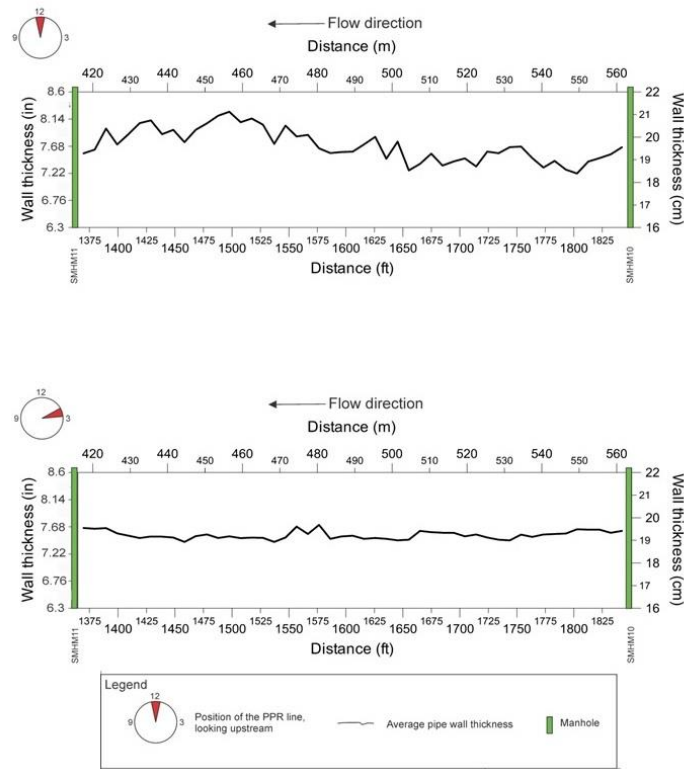 12
9 3
Flow direction
Distance (m)
420 430 440 450 460 470 480 490 500 510 520 530 540 550 560
Wall thickness (in)
8.6
8.14
7.68
7.22
6.76
6.3
22
21
20
19
18
17
16
Wall thickness (cm)
1375 1400 1425 1450 1475 1500 1525 1550 1575 1600 1625 1650 1675 1700 1725 1750 1775 1800 1825
Distance (ft)
SMHM11
SMHM10
12
9 3
Flow direction
Distance (m)
420 430 440 450 460 470 480 490 500 510 520 530 540 550 560
Wall thickness (in)
8.6
8.14
7.68
7.22
6.76
6.3
22
21
20
19
18
17
16
Wall thickness (cm)
1375 1400 1425 1450 1475 1500 1525 1550 1575 1600 1625 1650 1675 1700 1725 1750 1775 1800 1825
Distance (ft)
SMHM11
SMHM10
Legend
12
9 3
Position of the PPR line,
looking upstream
Average pipe wall thickness
Manhole